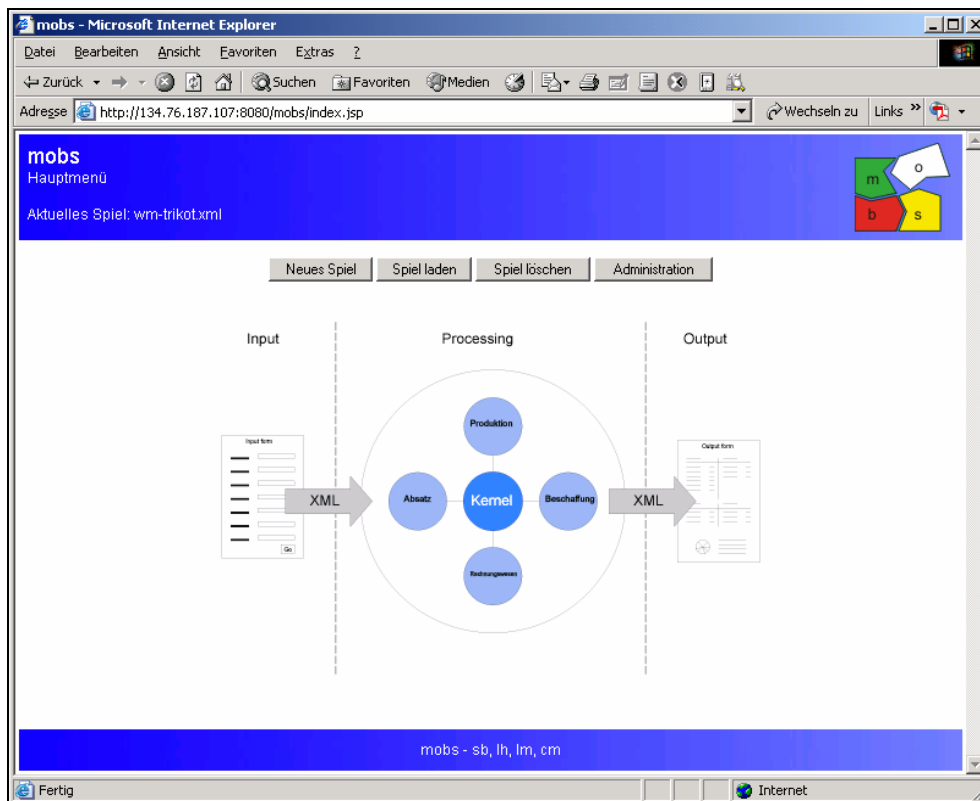 mobs - Microsoft Internet Explorer
Datei Bearbeiten Ansicht Favoriten Extras ?
Zurück Suchen Favoriten Medien
Adresse http://134.76.187.107:8080/mobs/index.jsp Wechseln zu Links »
mobs
Hauptmenü
Aktuelles Spiel: wm-trikot.xml
m o
b s
Neues Spiel Spiel laden Spiel löschen Administration
Input Processing Output
Produktion
Input form Output form
XML Absatz Kernel Beschaffung XML
Go
Rechnungswesen
mobs - sb, lh, lm, cm
Fertig Internet